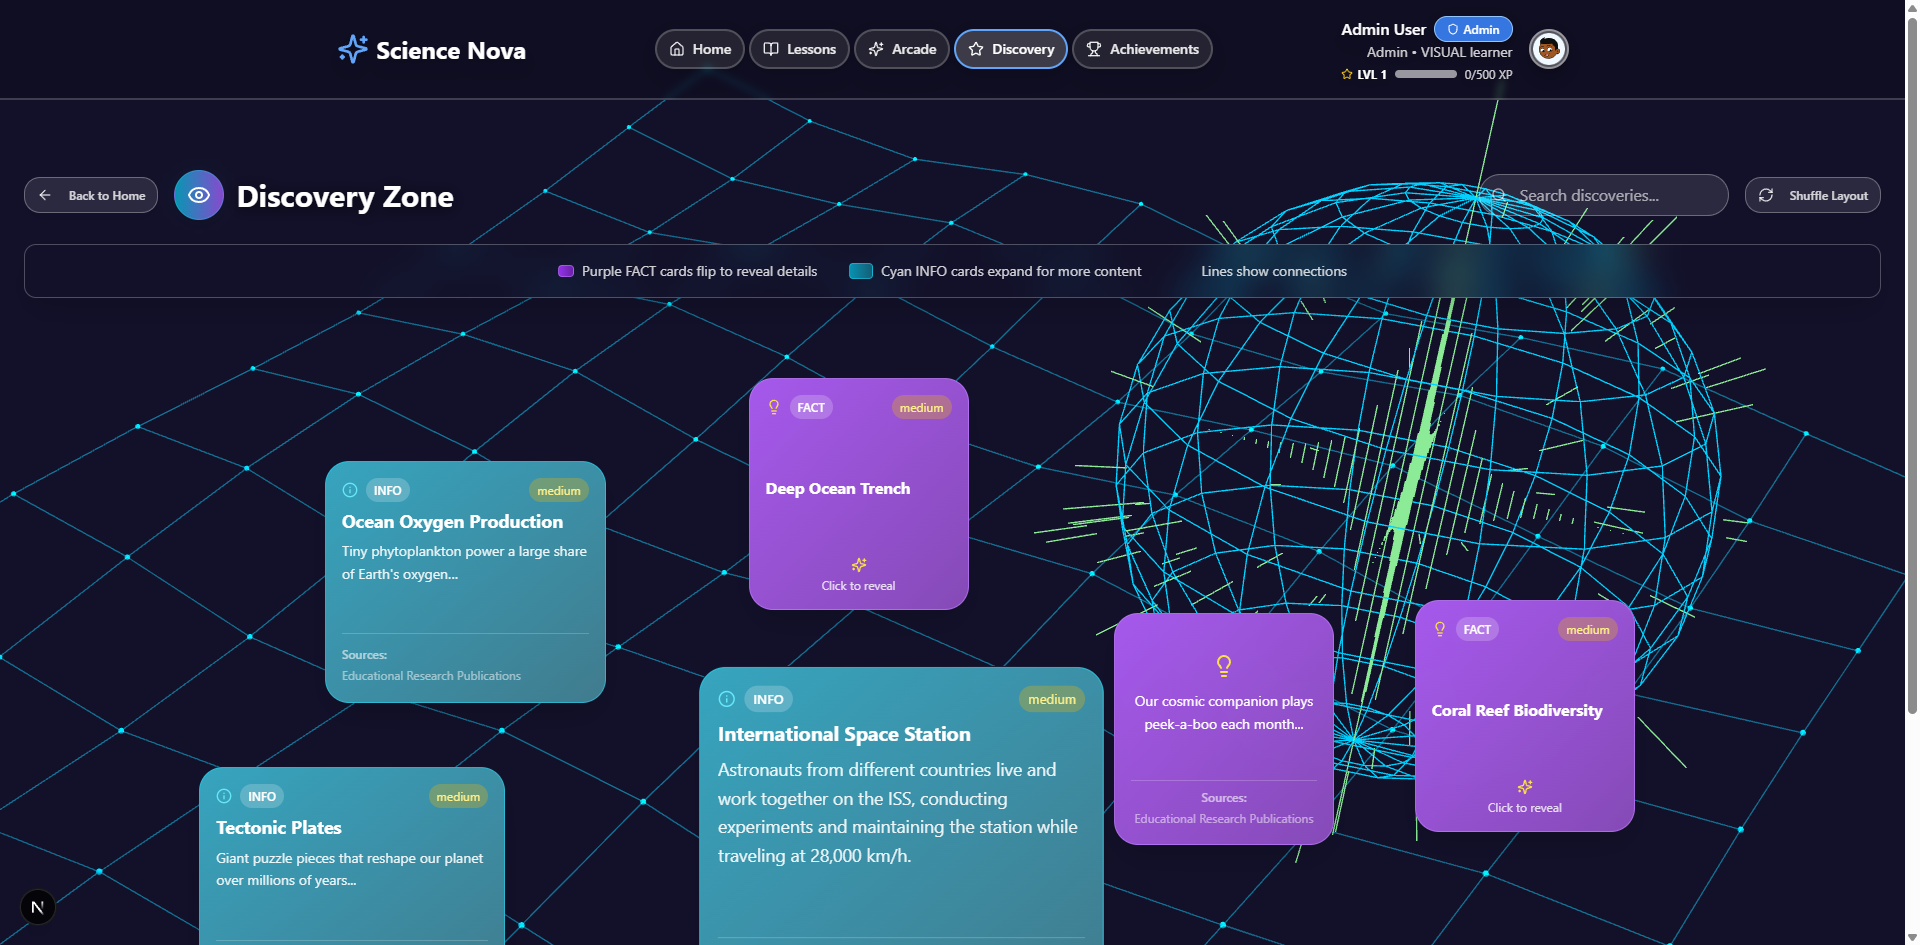 Science Nova
Home
Lessons
Arcade
Discovery
Achievements
Admin User
Admin
Admin • VISUAL learner
LVL 1
0/500 XP
Back to Home
Discovery Zone
Search discoveries...
Shuffle Layout
Purple FACT cards flip to reveal details
Cyan INFO cards expand for more content
Lines show connections
FACT
medium
Deep Ocean Trench
Click to reveal
INFO
medium
Ocean Oxygen Production
Tiny phytoplankton power a large share
of Earth's oxygen...
Sources:
Educational Research Publications
Our cosmic companion plays
peek-a-boo each month...
Sources:
Educational Research Publications
FACT
medium
Coral Reef Biodiversity
Click to reveal
INFO
medium
International Space Station
Astronauts from different countries live and
work together on the ISS, conducting
experiments and maintaining the station while
traveling at 28,000 km/h.
INFO
medium
Tectonic Plates
Giant puzzle pieces that reshape our planet
over millions of years...
N